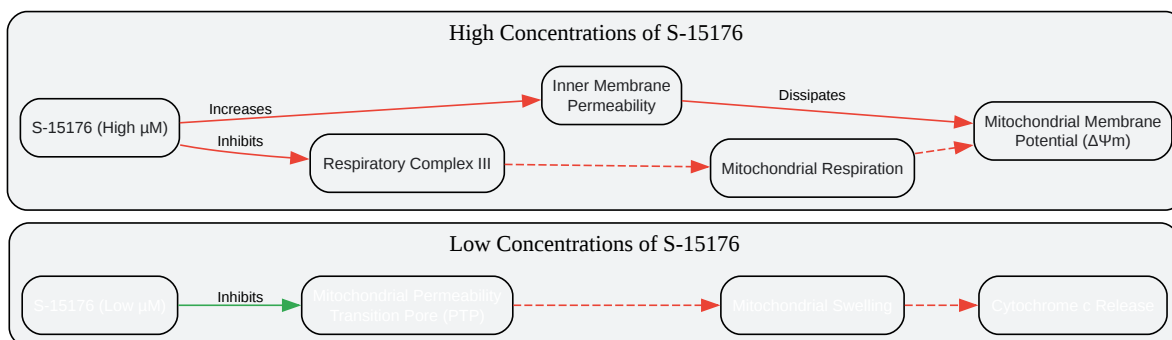 High Concentrations of S-15176
Inner Membrane
Permeability
Increases
Dissipates
S-15176 (High µM)
Mitochondrial Membrane
Potential (ΔΨm)
Inhibits
Respiratory Complex III
Mitochondrial Respiration
Low Concentrations of S-15176
S-15176 (Low µM)
Inhibits
Mitochondrial Permeability
Transition Pore (PTP)
Mitochondrial Swelling
Cytochrome c Release